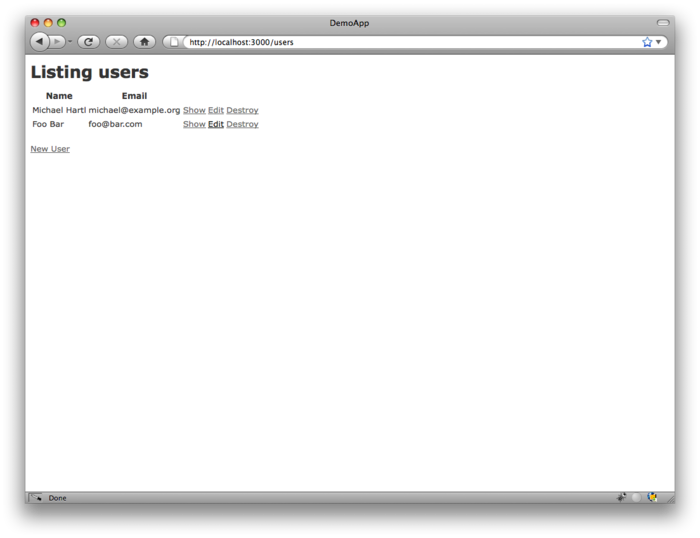 DemoApp
http://localhost:3000/users
Listing users
Name Email
Michael Hartl michael@example.org Show Edit Destroy
Foo Bar foo@bar.com Show Edit Destroy
New User
Done